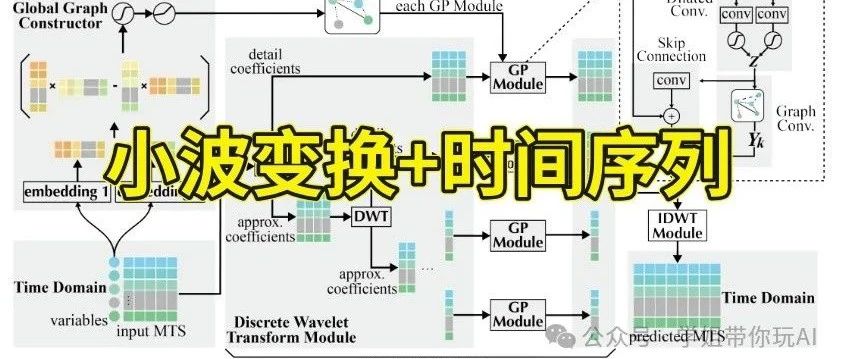 Global Graph
Constructor
each GP Module
Dilated
Conv.
conv
conv
Skip
Connection
Z
conv
detail
coefficients
GP
Module
Graph
Conv.
Yk
小波变换+时间序列
embedding 1
approx.
coefficients
DWT
approx.
coefficients
...
GP
Module
IDWT
Module
Time Domain
variables
input MTS
Discrete Wavelet
Transform Module
GP
Module
Time Domain
predicted MTS
公众号
学姐带你玩AI